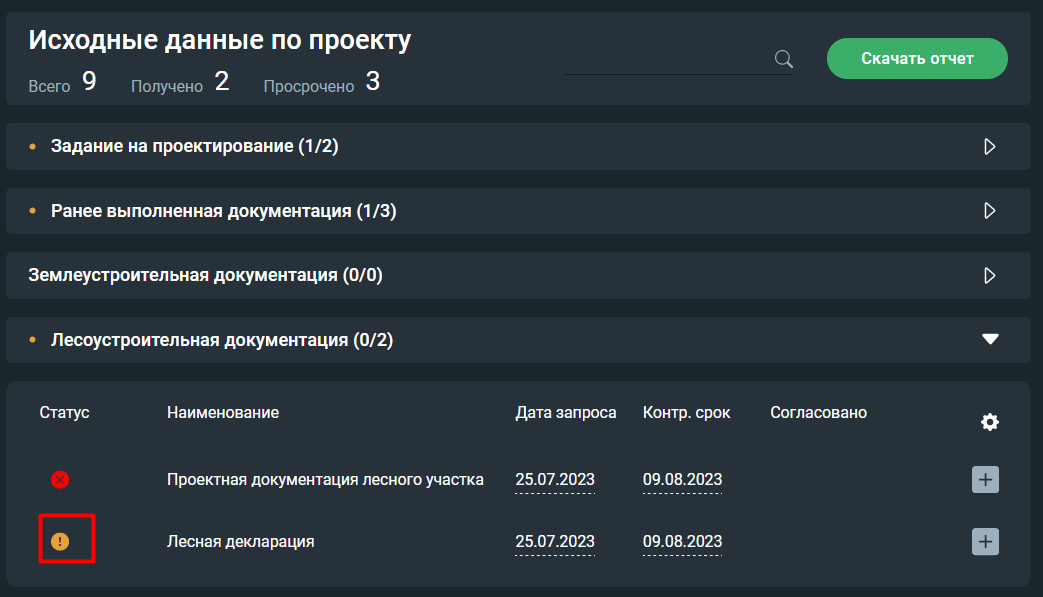 Исходные данные по проекту
Всего 9 Получено 2 Просрочено 3
Скачать отчет
Задание на проектирование (1/2)
Ранее выполненная документация (1/3)
Землеустроительная документация (0/0)
Лесоустроительная документация (0/2)
Статус Наименование Дата запроса Контр. срок Согласовано
Проектная документация лесного участка 25.07.2023 09.08.2023
Лесная декларация 25.07.2023 09.08.2023